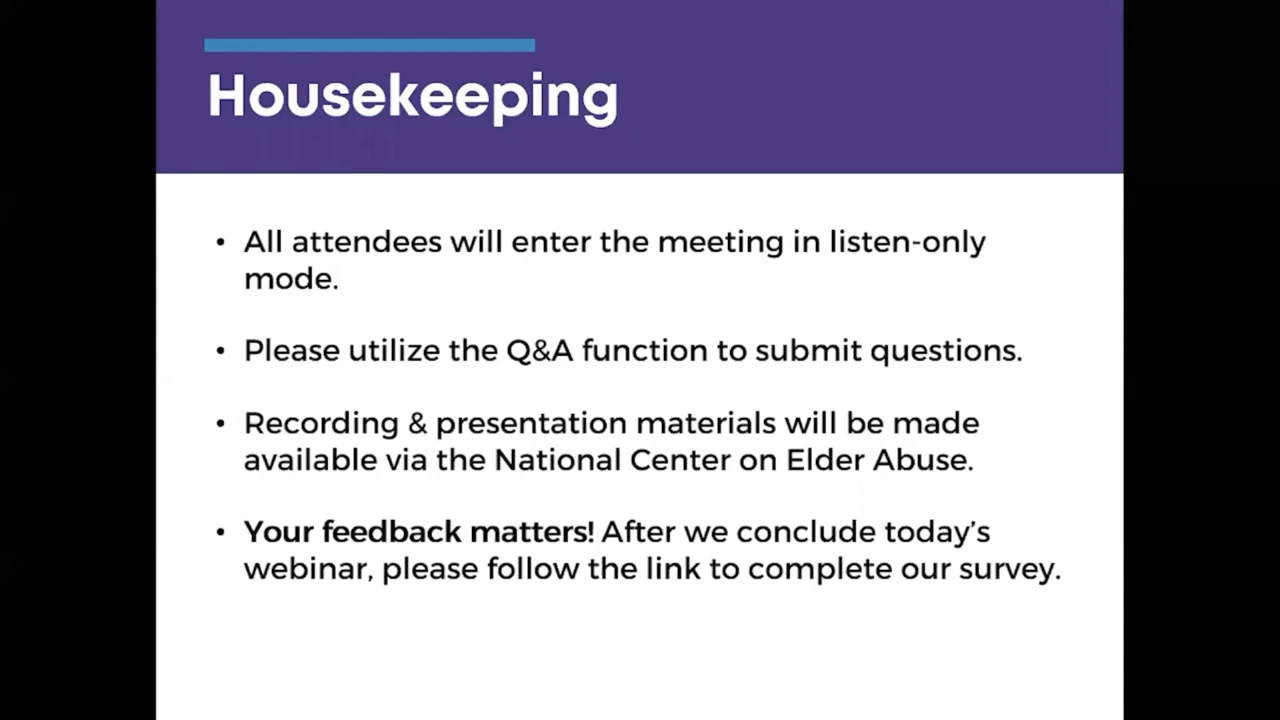 Housekeeping
• All attendees will enter the meeting in listen-only
mode.
• Please utilize the Q&A function to submit questions.
• Recording & presentation materials will be made
available via the National Center on Elder Abuse.
• Your feedback matters! After we conclude today’s
webinar, please follow the link to complete our survey.